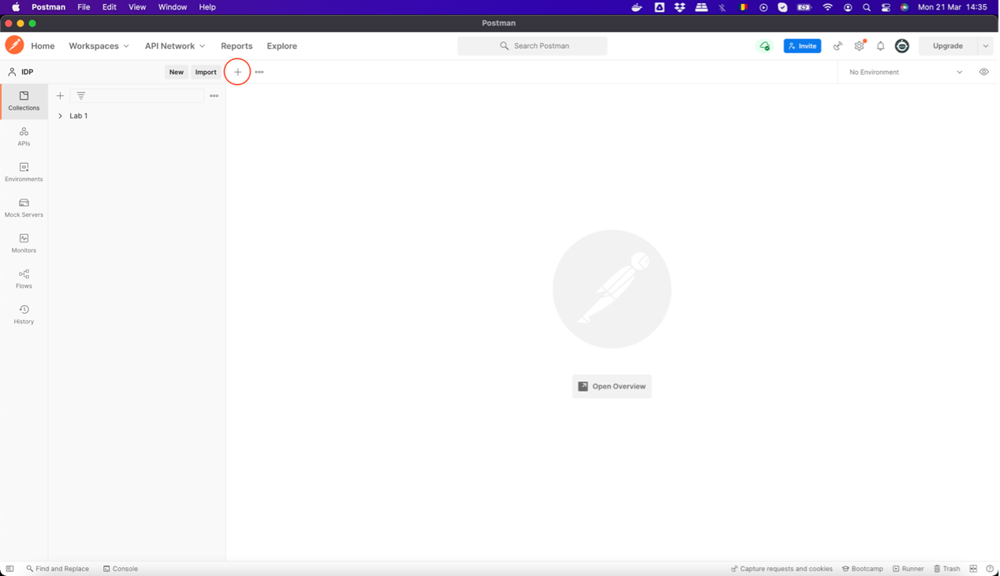 Postman File Edit View Window Help Mon 21 Mar 14:35
Postman
Home Workspaces API Network Reports Explore Search Postman Invite Upgrade
IDP New Import No Environment
Collections
Lab 1
APIs
Environments
Mock Servers
Monitors
Flows
History
Open Overview
Find and Replace Console Capture requests and cookies Bootcamp Runner Trash